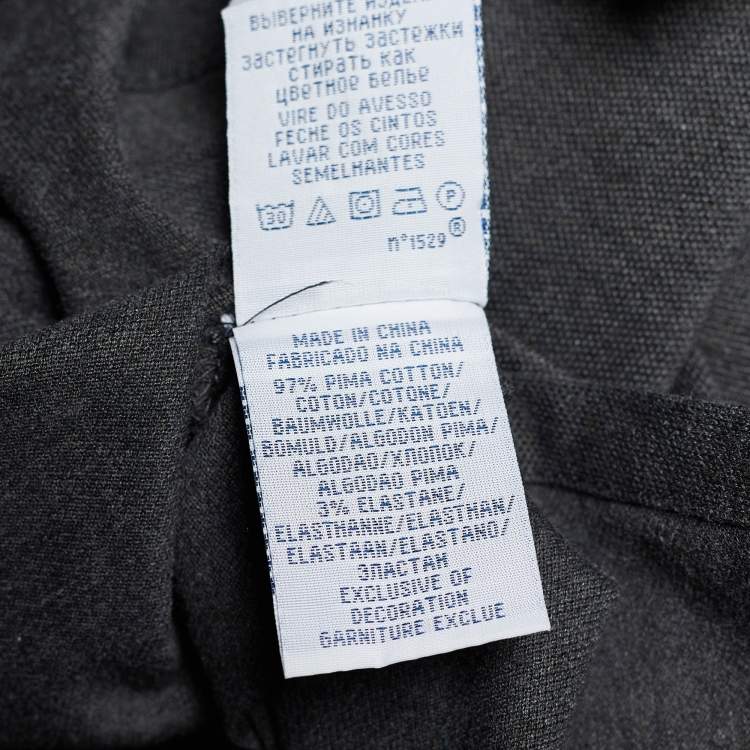 ВЫВЕРНИТЕ ИЗДЕЛИЕ
НА ИЗНАНКУ
ЗАСТЕГНУТЬ ЗАСТЕЖКИ
СТИРАТЬ КАК
ЦВЕТНОЕ БЕЛЬЕ
VIRE DO AVESSO
FECHE OS CINTOS
LAVAR COM CORES
SEMELHANTES
30 P
n°1529®
MADE IN CHINA
FABRICADO NA CHINA
97% PIMA COTTON/
COTON/COTONE/
BAUMWOLLE/KATOEN/
BOMULD/ALGODON PIMA/
ALGODAO/ХЛОПОК/
ALGODAO PIMA
3% ELASTANE/
ELASTHANNE/ELASTHAN/
ELASTAAN/ELASTANO/
ЭЛАСТАН
EXCLUSIVE OF
DECORATION
GARNITURE EXCLUE